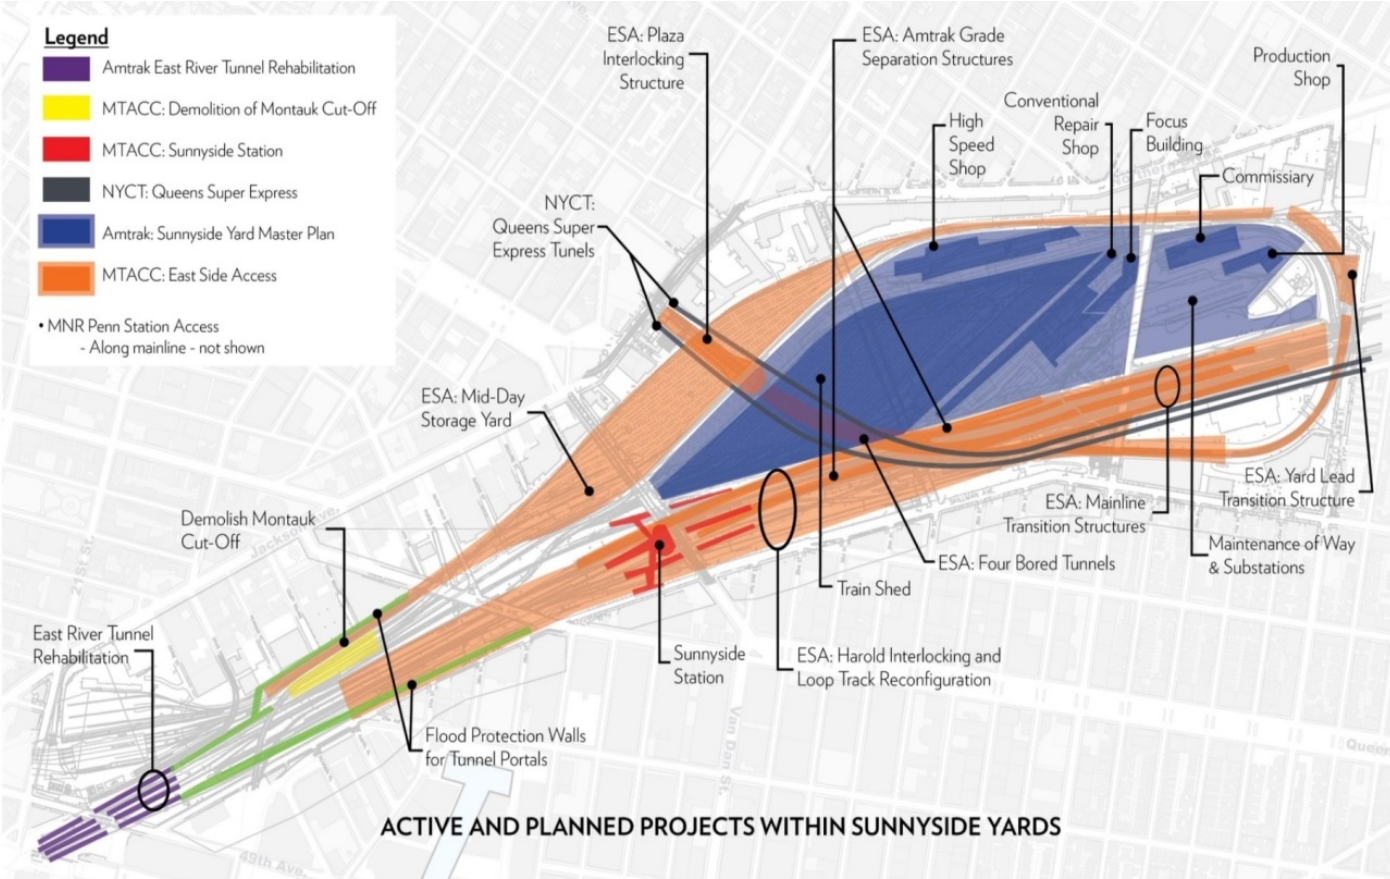 Legend
Amtrak East River Tunnel Rehabilitation
MTACC: Demolition of Montauk Cut-Off
MTACC: Sunnyside Station
NYCT: Queens Super Express
Amtrak: Sunnyside Yard Master Plan
MTACC: East Side Access
• MNR Penn Station Access
- Along mainline - not shown
ESA: Plaza
Interlocking
Structure
ESA: Amtrak Grade
Separation Structures
Production
Shop
Conventional
Repair
Shop
High
Speed
Shop
Focus
Building
Commissiary
NYCT:
Queens Super
Express Tunels
ESA: Mid-Day
Storage Yard
Demolish Montauk
Cut-Off
Jackson Ave.
21st St.
East River Tunnel
Rehabilitation
ESA: Yard Lead
Transition Structure
ESA: Mainline
Transition Structures
Maintenance of Way
& Substations
ESA: Four Bored Tunnels
Train Shed
Sunnyside
Station
ESA: Harold Interlocking and
Loop Track Reconfiguration
Flood Protection Walls
for Tunnel Portals
Van Dam St.
Queen
49th Ave.
ACTIVE AND PLANNED PROJECTS WITHIN SUNNYSIDE YARDS